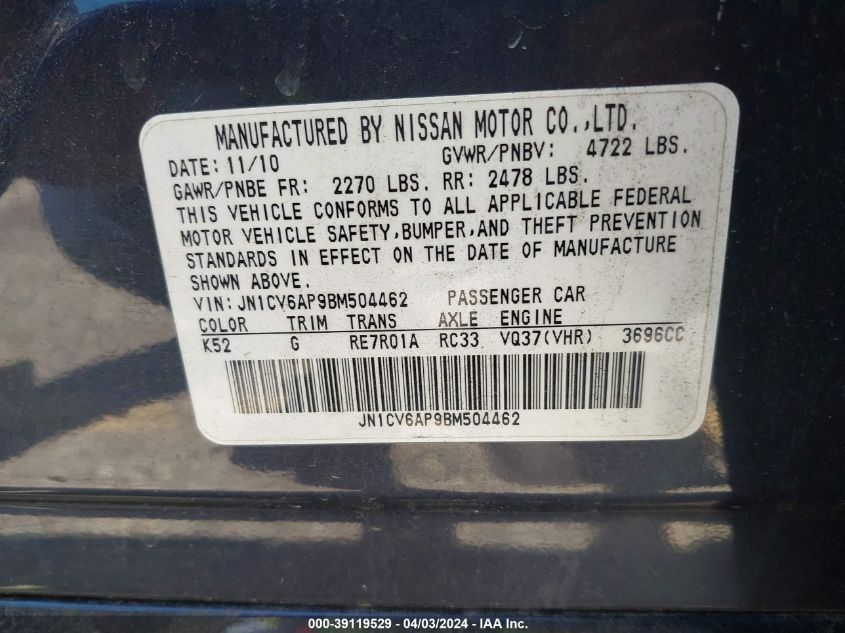 MANUFACTURED BY NISSAN MOTOR CO.,LTD.
DATE: 11/10 GVWR/PNBV: 4722 LBS.
GAWR/PNBE FR: 2270 LBS. RR: 2478 LBS.
THIS VEHICLE CONFORMS TO ALL APPLICABLE FEDERAL
MOTOR VEHICLE SAFETY,BUMPER,AND THEFT PREVENTION
STANDARDS IN EFFECT ON THE DATE OF MANUFACTURE
SHOWN ABOVE.
VIN: JN1CV6AP9BM504462 PASSENGER CAR
COLOR TRIM TRANS AXLE ENGINE
K52 G RE7R01A RC33 VQ37(VHR) 3696CC
JN1CV6AP9BM504462
000-39119529 - 04/03/2024 - IAA Inc.